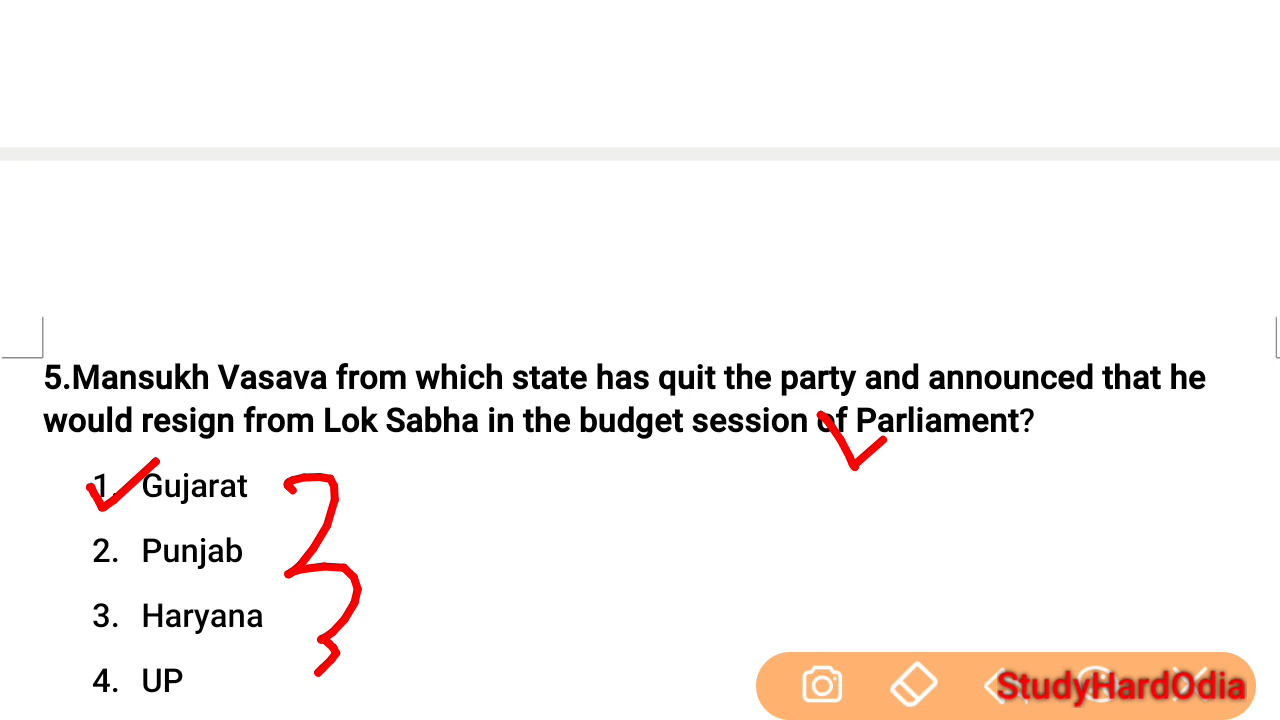 5.Mansukh Vasava from which state has quit the party and announced that he
would resign from Lok Sabha in the budget session of Parliament?
1. Gujarat
2. Punjab
3. Haryana
4. UP
StudyHardOdia